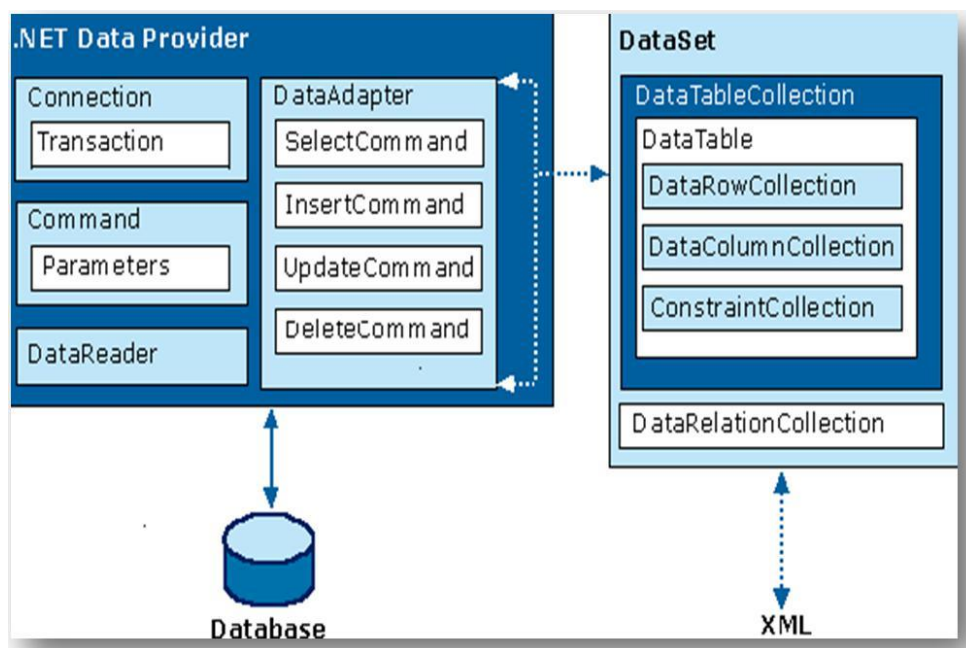 .NET Data Provider
Connection
Transaction
Command
Parameters
DataReader
DataAdapter
SelectCommand
InsertCommand
UpdateCommand
DeleteCommand
Database
DataSet
DataTableCollection
DataTable
DataRowCollection
DataColumnCollection
ConstraintCollection
DataRelationCollection
XML